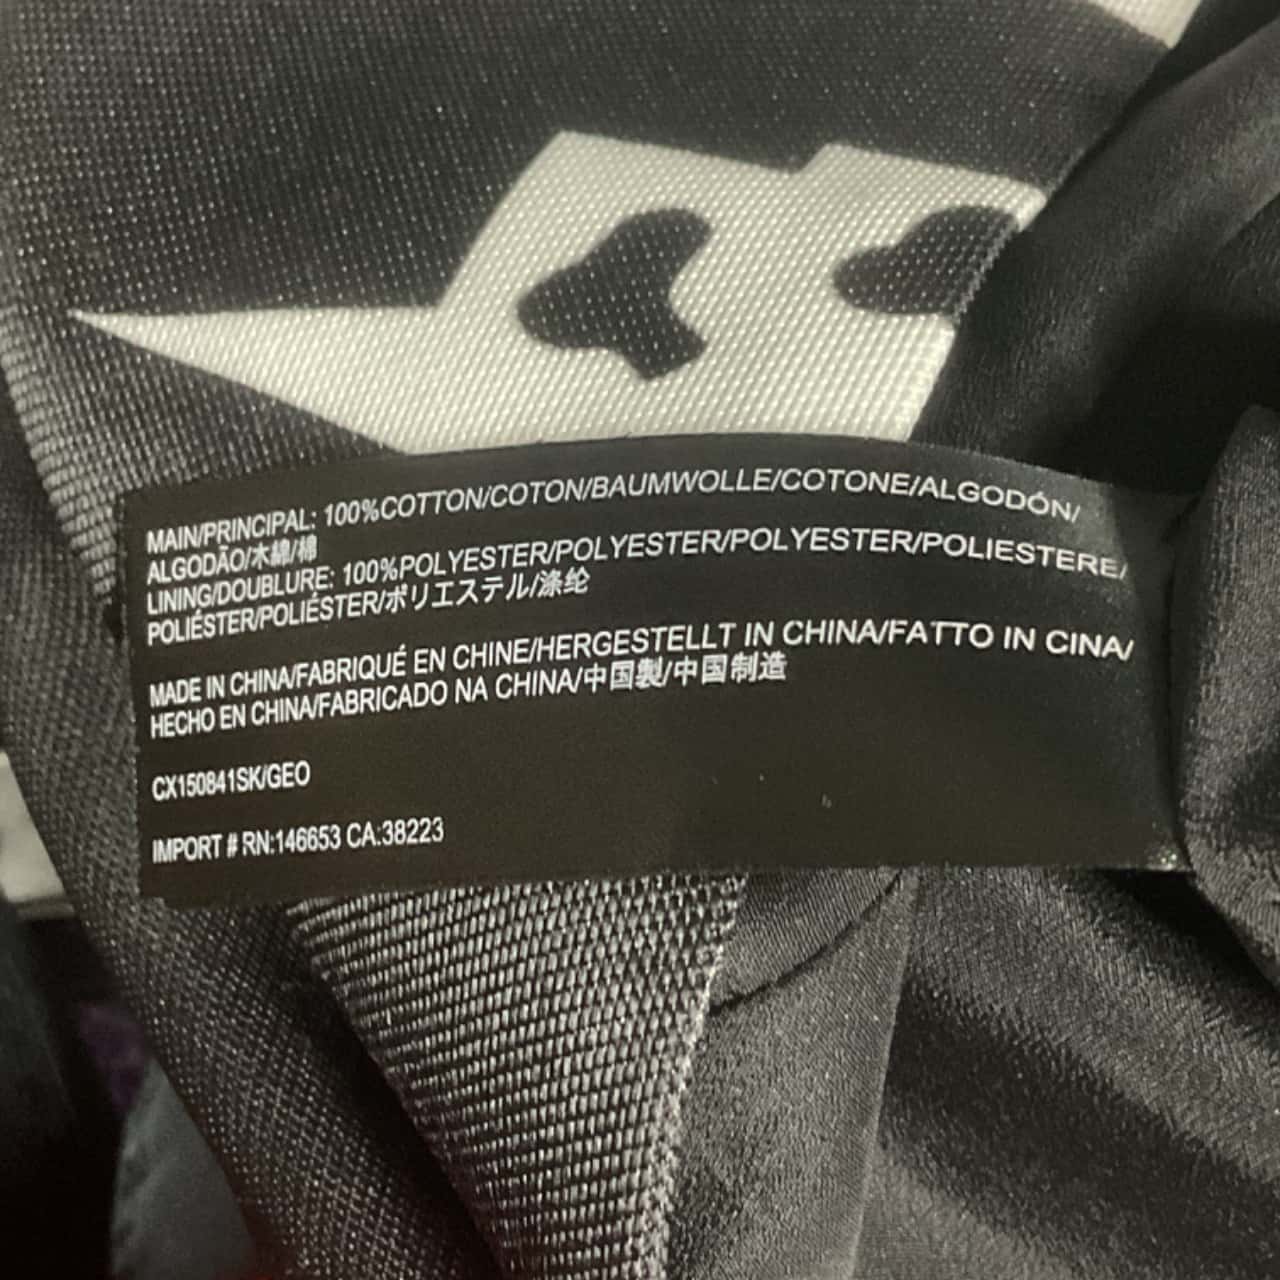 MAIN/PRINCIPAL: 100%COTTON/COTON/BAUMWOLLE/COTONE/ALGODÓN/
ALGODÃO/木綿/棉
LINING/DOUBLURE: 100%POLYESTER/POLYESTER/POLYESTER/POLIESTERE/
POLIÉSTER/POLIÉSTER/ポリエステル/涤纶
MADE IN CHINA/FABRIQUÉ EN CHINE/HERGESTELLT IN CHINA/FATTO IN CINA/
HECHO EN CHINA/FABRICADO NA CHINA/中国製/中国制造
CX150841SK/GEO
IMPORT # RN:146653 CA:38223